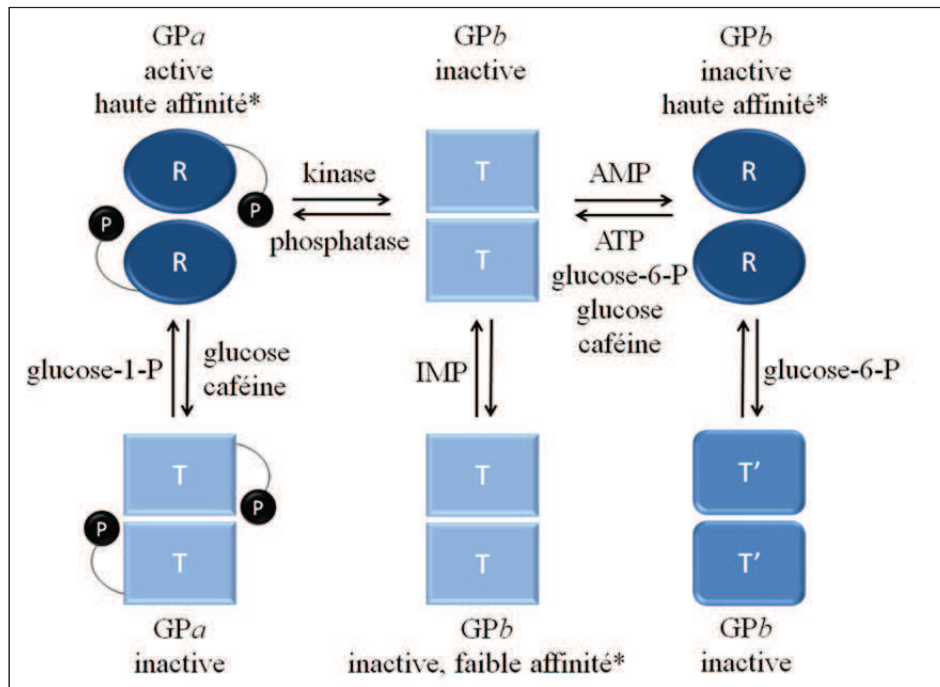 GPa
active
haute affinité*
GPb
inactive
GPb
inactive
haute affinité*
R
P
P
R
kinase
phosphatase
T
T
AMP
ATP
glucose-6-P
glucose
caféine
R
R
glucose-1-P
glucose
caféine
IMP
glucose-6-P
T
P
P
T
T
T
T'
T'
GPa
inactive
GPb
inactive, faible affinité*
GPb
inactive